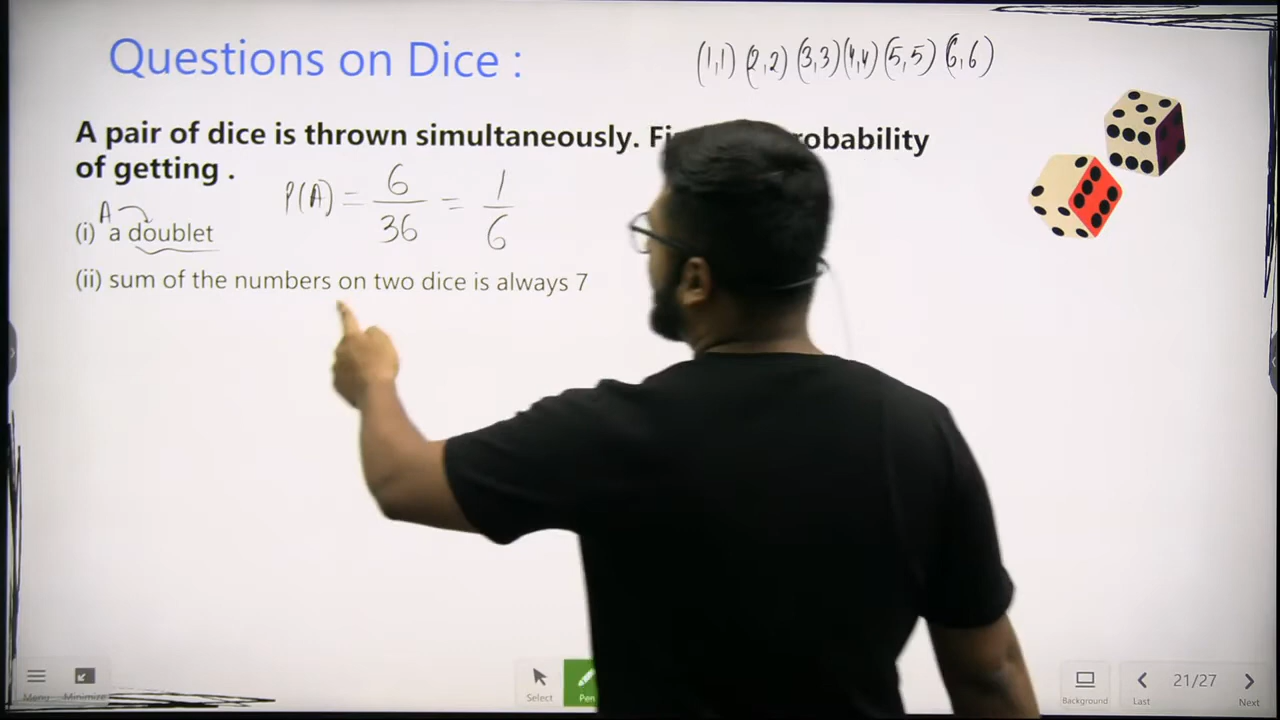 Questions on Dice :
(1,1) (2,2) (3,3) (4,4) (5,5) (6,6)
A pair of dice is thrown simultaneously. robability
of getting .
P(A) = 6/36 = 1/6
A
(i) a doublet
(ii) sum of the numbers on two dice is always 7
Menu Minimize Select Pen Background 21/27 Last Next